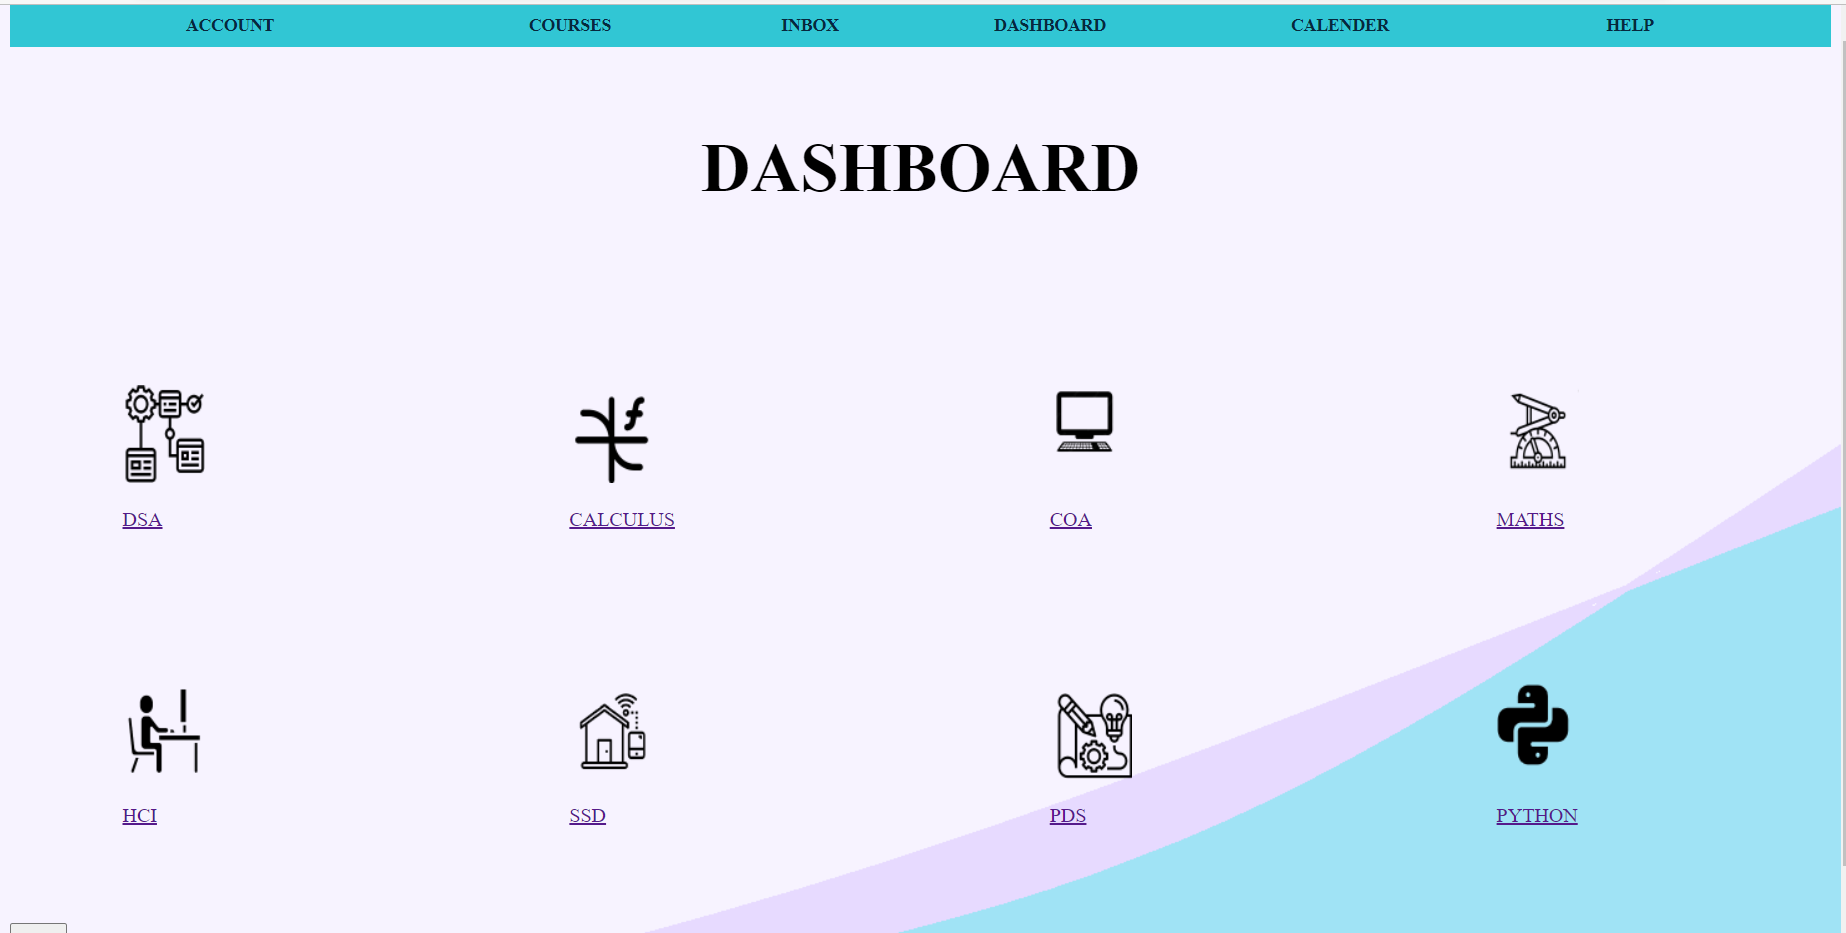 ACCOUNT COURSES INBOX DASHBOARD CALENDER HELP
DASHBOARD
DSA CALCULUS COA MATHS
HCI SSD PDS PYTHON